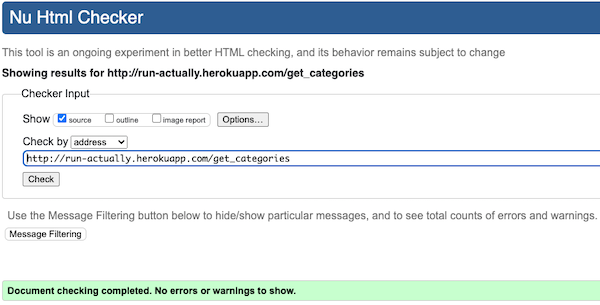 Nu Html Checker
This tool is an ongoing experiment in better HTML checking, and its behavior remains subject to change
Showing results for http://run-actually.herokuapp.com/get_categories
Checker Input
Show source outline image report Options...
Check by address
http://run-actually.herokuapp.com/get_categories
Check
Use the Message Filtering button below to hide/show particular messages, and to see total counts of errors and warnings.
Message Filtering
Document checking completed. No errors or warnings to show.